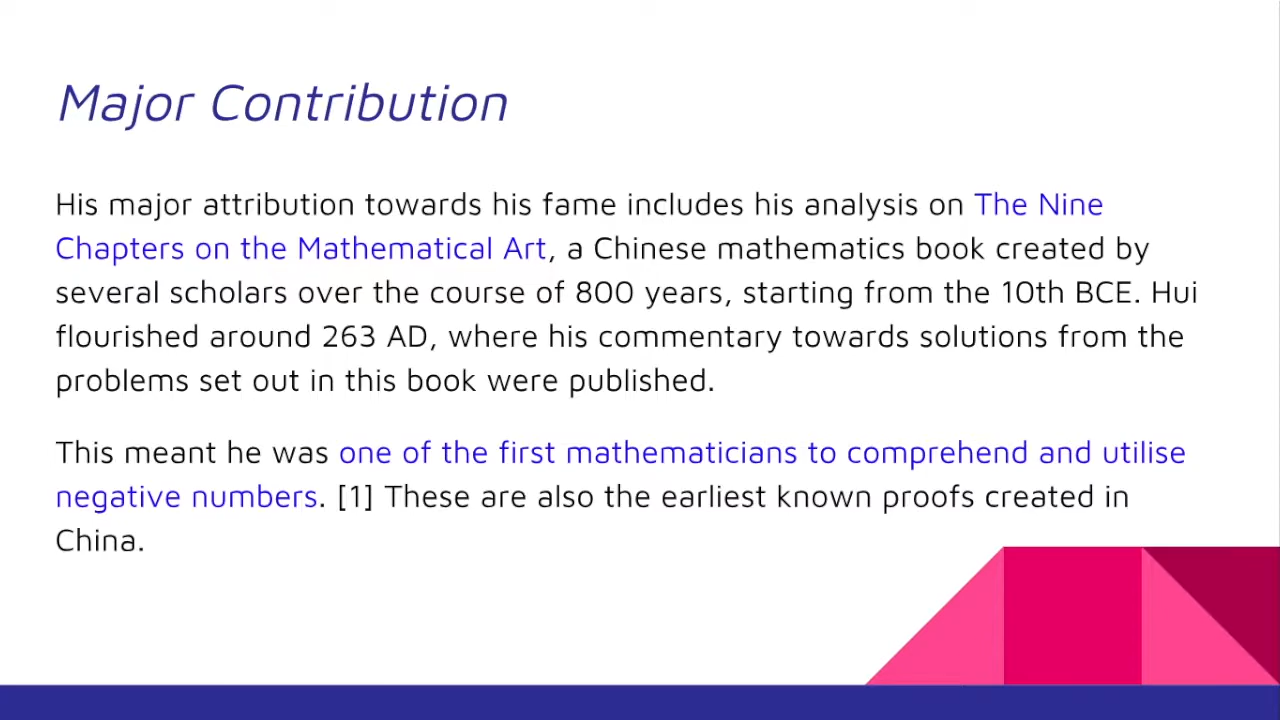 Major Contribution
His major attribution towards his fame includes his analysis on The Nine
Chapters on the Mathematical Art, a Chinese mathematics book created by
several scholars over the course of 800 years, starting from the 10th BCE. Hui
flourished around 263 AD, where his commentary towards solutions from the
problems set out in this book were published.
This meant he was one of the first mathematicians to comprehend and utilise
negative numbers. [1] These are also the earliest known proofs created in
China.